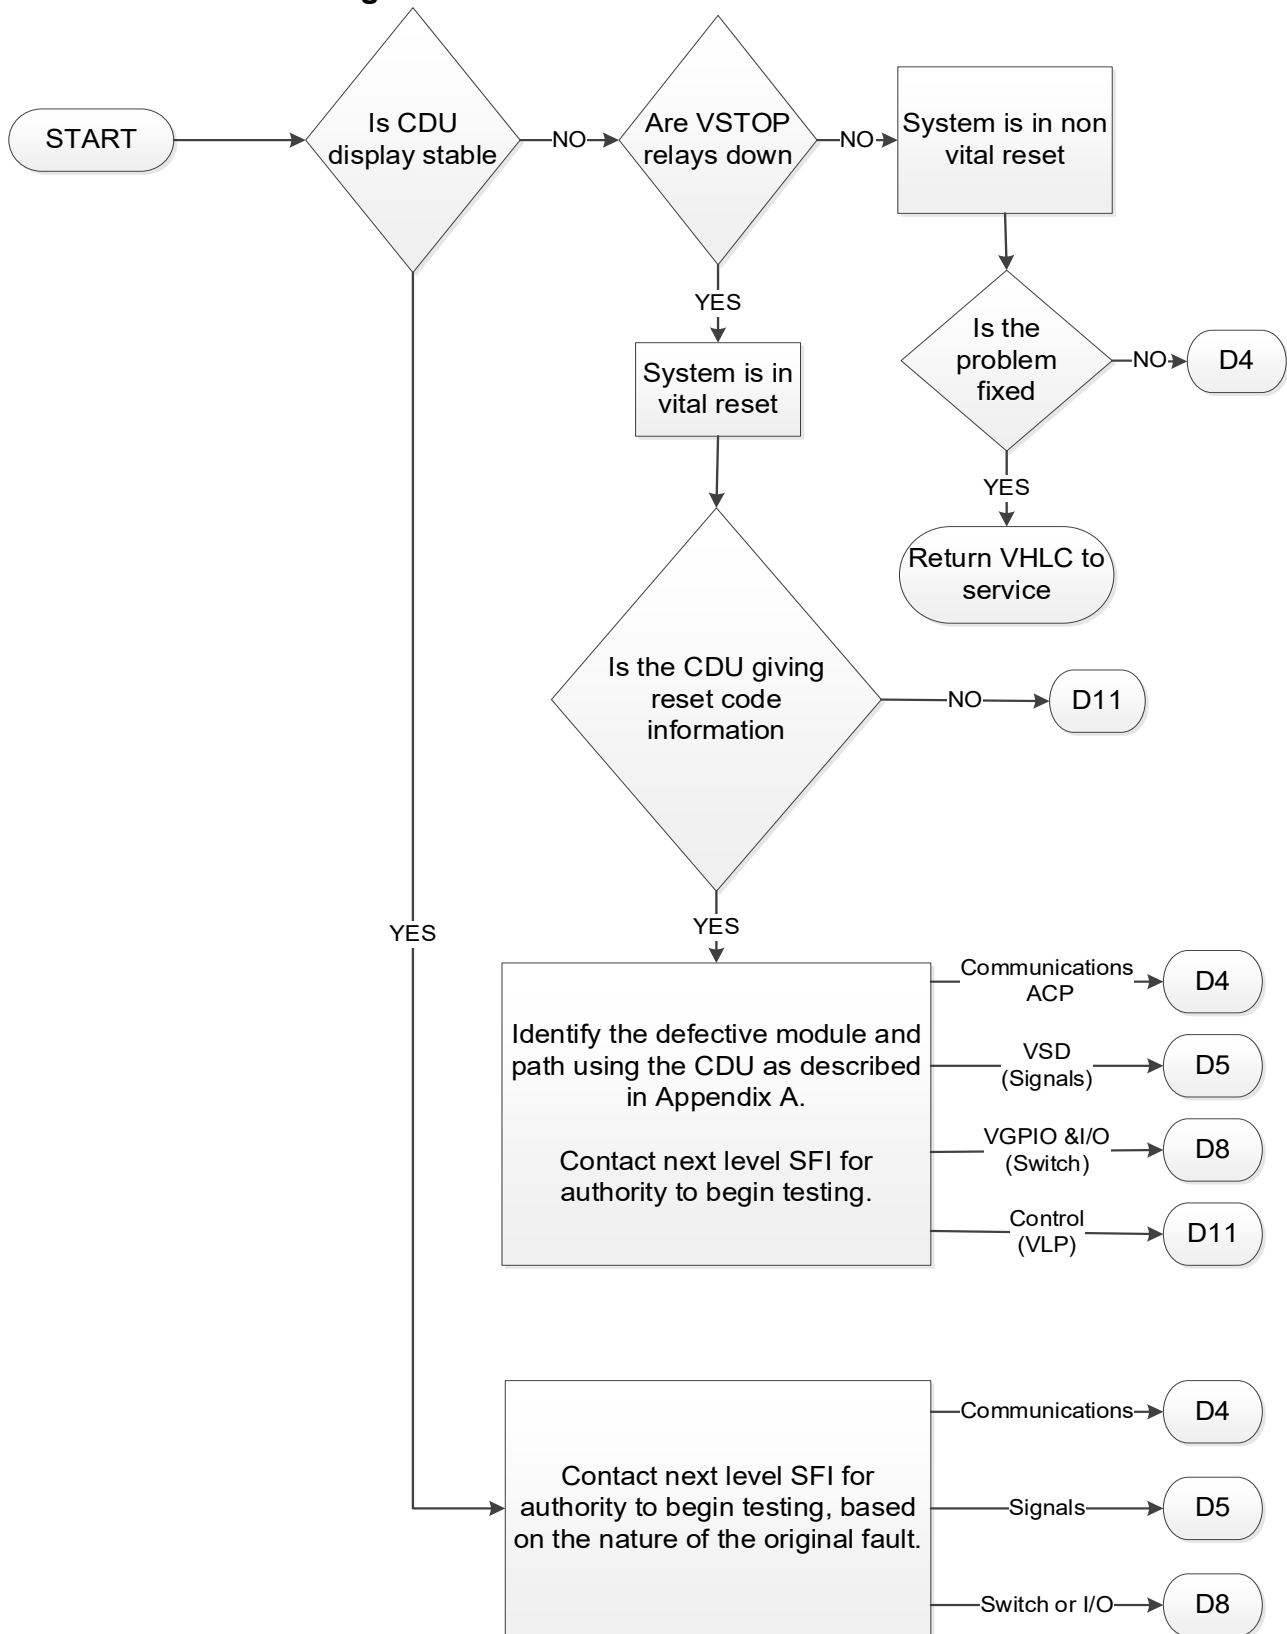 START
Is CDU
display stable
NO
Are VSTOP
relays down
NO
System is in non
vital reset
YES
Is the
problem
fixed
NO
D4
System is in
vital reset
YES
Return VHLC to
service
Is the CDU giving
reset code
information
NO
D11
YES
YES
Identify the defective module and
path using the CDU as described
in Appendix A.
Contact next level SFI for
authority to begin testing.
Communications
ACP
D4
VSD
(Signals)
D5
VGPIO &I/O
(Switch)
D8
Control
(VLP)
D11
Contact next level SFI for
authority to begin testing, based
on the nature of the original fault.
Communications
D4
Signals
D5
Switch or I/O
D8